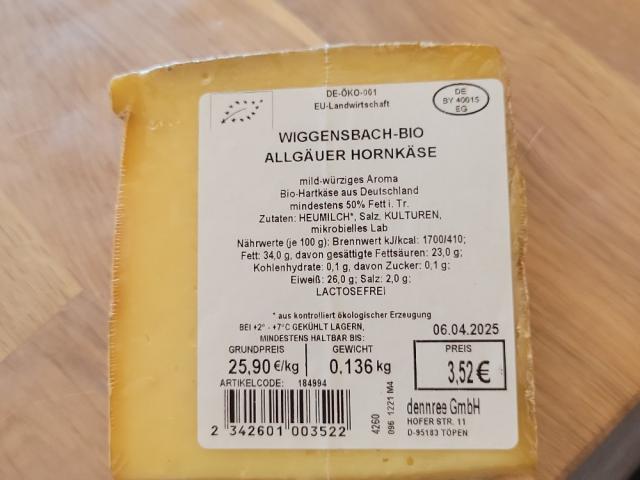 DE-ÖKO-001
EU-Landwirtschaft
DE
BY 40015
EG
WIGGENSBACH-BIO
ALLGÄUER HORNKÄSE
mild-würziges Aroma
Bio-Hartkäse aus Deutschland
mindestens 50% Fett i. Tr.
Zutaten: HEUMILCH*, Salz, KULTUREN,
mikrobielles Lab
Nährwerte (je 100 g): Brennwert kJ/kcal: 1700/410;
Fett: 34,0 g, davon gesättigte Fettsäuren: 23,0 g;
Kohlenhydrate: 0,1 g, davon Zucker: 0,1 g;
Eiweiß: 26,0 g; Salz: 2,0 g;
LACTOSEFREI
* aus kontrolliert ökologischer Erzeugung
BEI +2° - +7°C GEKÜHLT LAGERN,
MINDESTENS HALTBAR BIS:
06.04.2025
GRUNDPREIS GEWICHT PREIS
25,90 €/kg 0,136 kg 3,52 €
ARTIKELCODE: 184994
2 342601 003522
4260
096 1221 M4
dennree GmbH
HOFER STR. 11
D-95183 TÖPEN